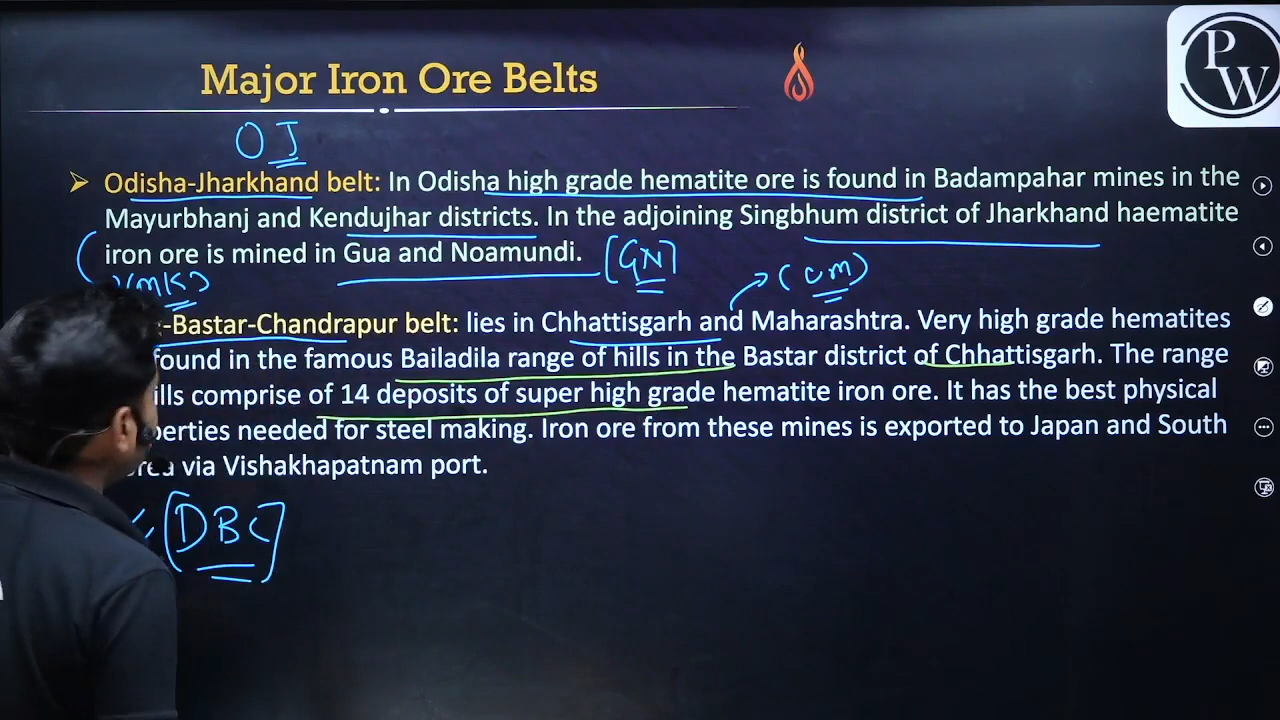 Major Iron Ore Belts
P
W
O J
➤ Odisha-Jharkhand belt: In Odisha high grade hematite ore is found in Badampahar mines in the
Mayurbhanj and Kendujhar districts. In the adjoining Singbhum district of Jharkhand haematite
iron ore is mined in Gua and Noamundi. [GN]
(MK) (CM)
-Bastar-Chandrapur belt: lies in Chhattisgarh and Maharashtra. Very high grade hematites
found in the famous Bailadila range of hills in the Bastar district of Chhattisgarh. The range
comprise of 14 deposits of super high grade hematite iron ore. It has the best physical
needed for steel making. Iron ore from these mines is exported to Japan and South
via Vishakhapatnam port.
[DBC]